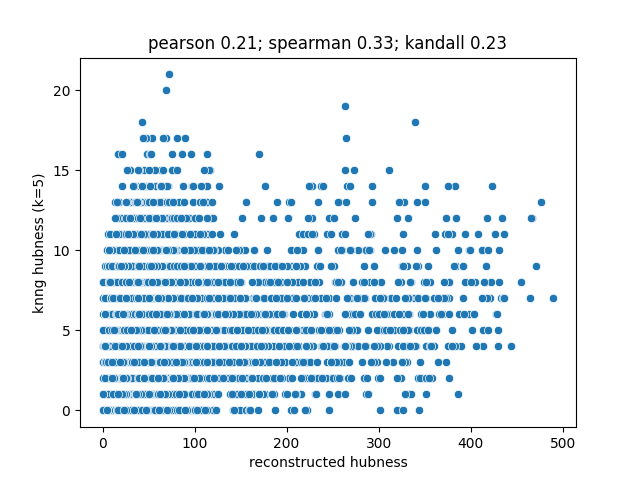 pearson 0.21; spearman 0.33; kandall 0.23
20
15
10
5
0
knng hubness (k=5)
0 100 200 300 400 500
reconstructed hubness